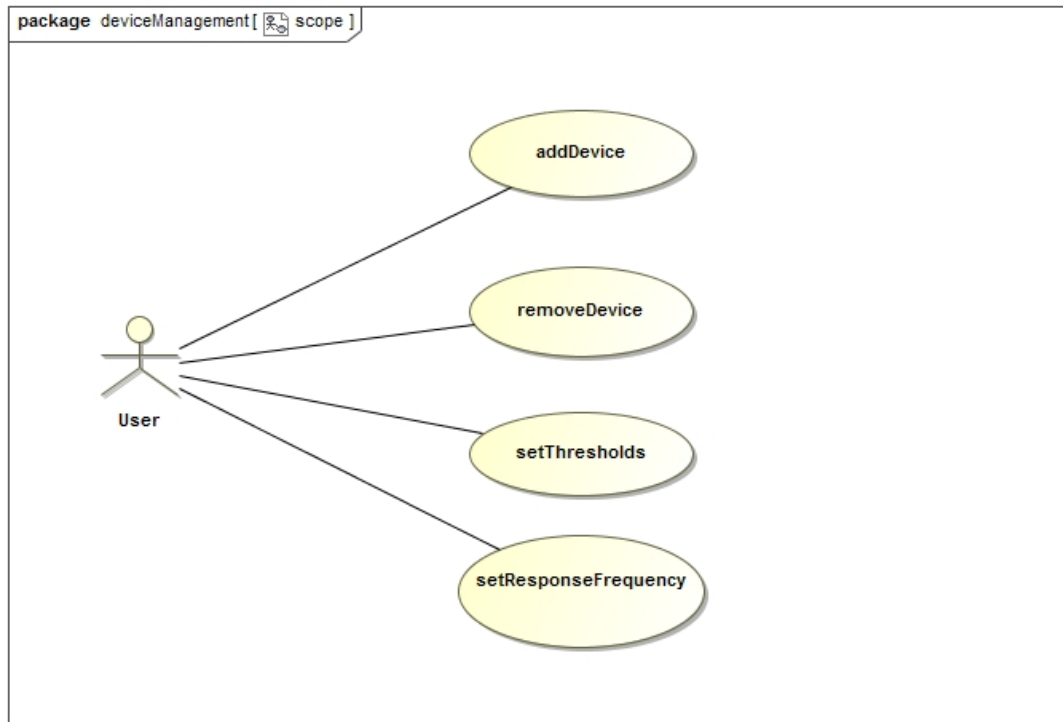 package deviceManagement[ scope ]
addDevice
removeDevice
User
setThresholds
setResponseFrequency